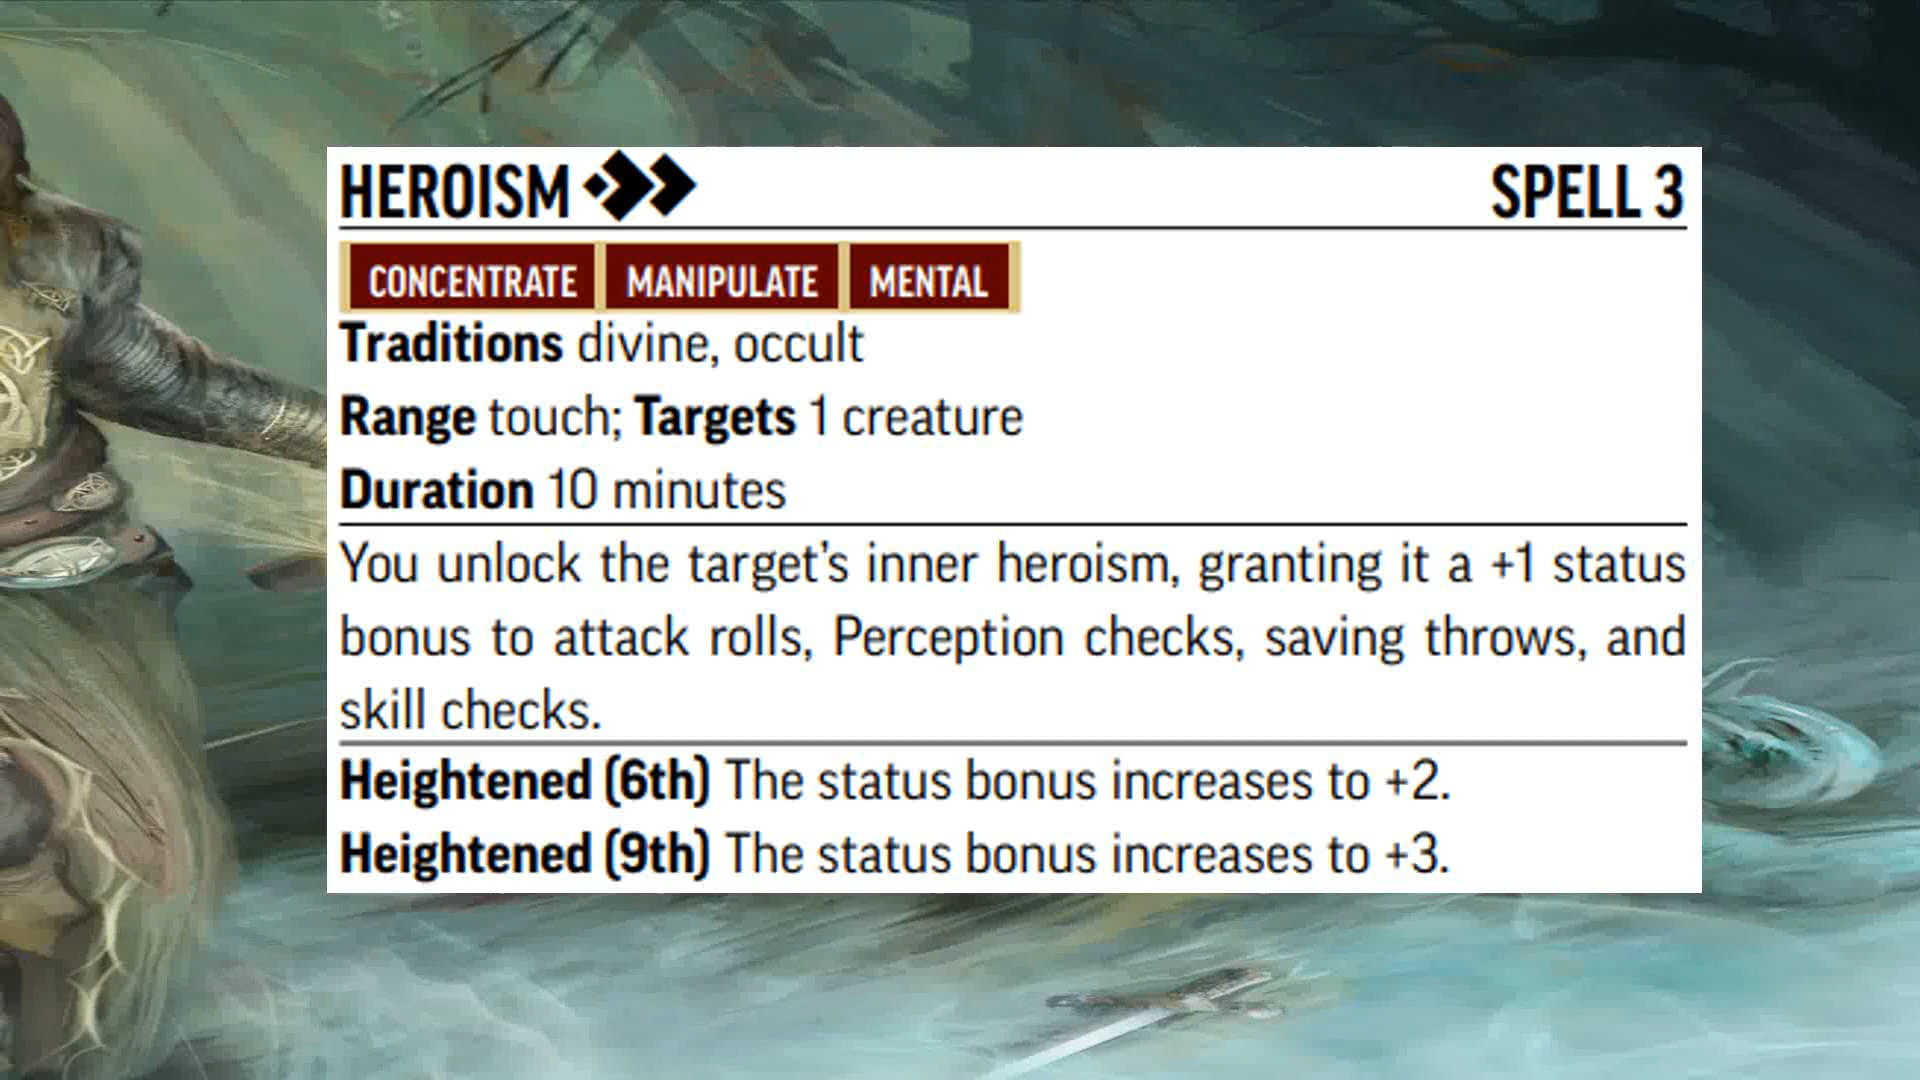 HEROISM SPELL 3
CONCENTRATE MANIPULATE MENTAL
Traditions divine, occult
Range touch; Targets 1 creature
Duration 10 minutes
You unlock the target’s inner heroism, granting it a +1 status
bonus to attack rolls, Perception checks, saving throws, and
skill checks.
Heightened (6th) The status bonus increases to +2.
Heightened (9th) The status bonus increases to +3.